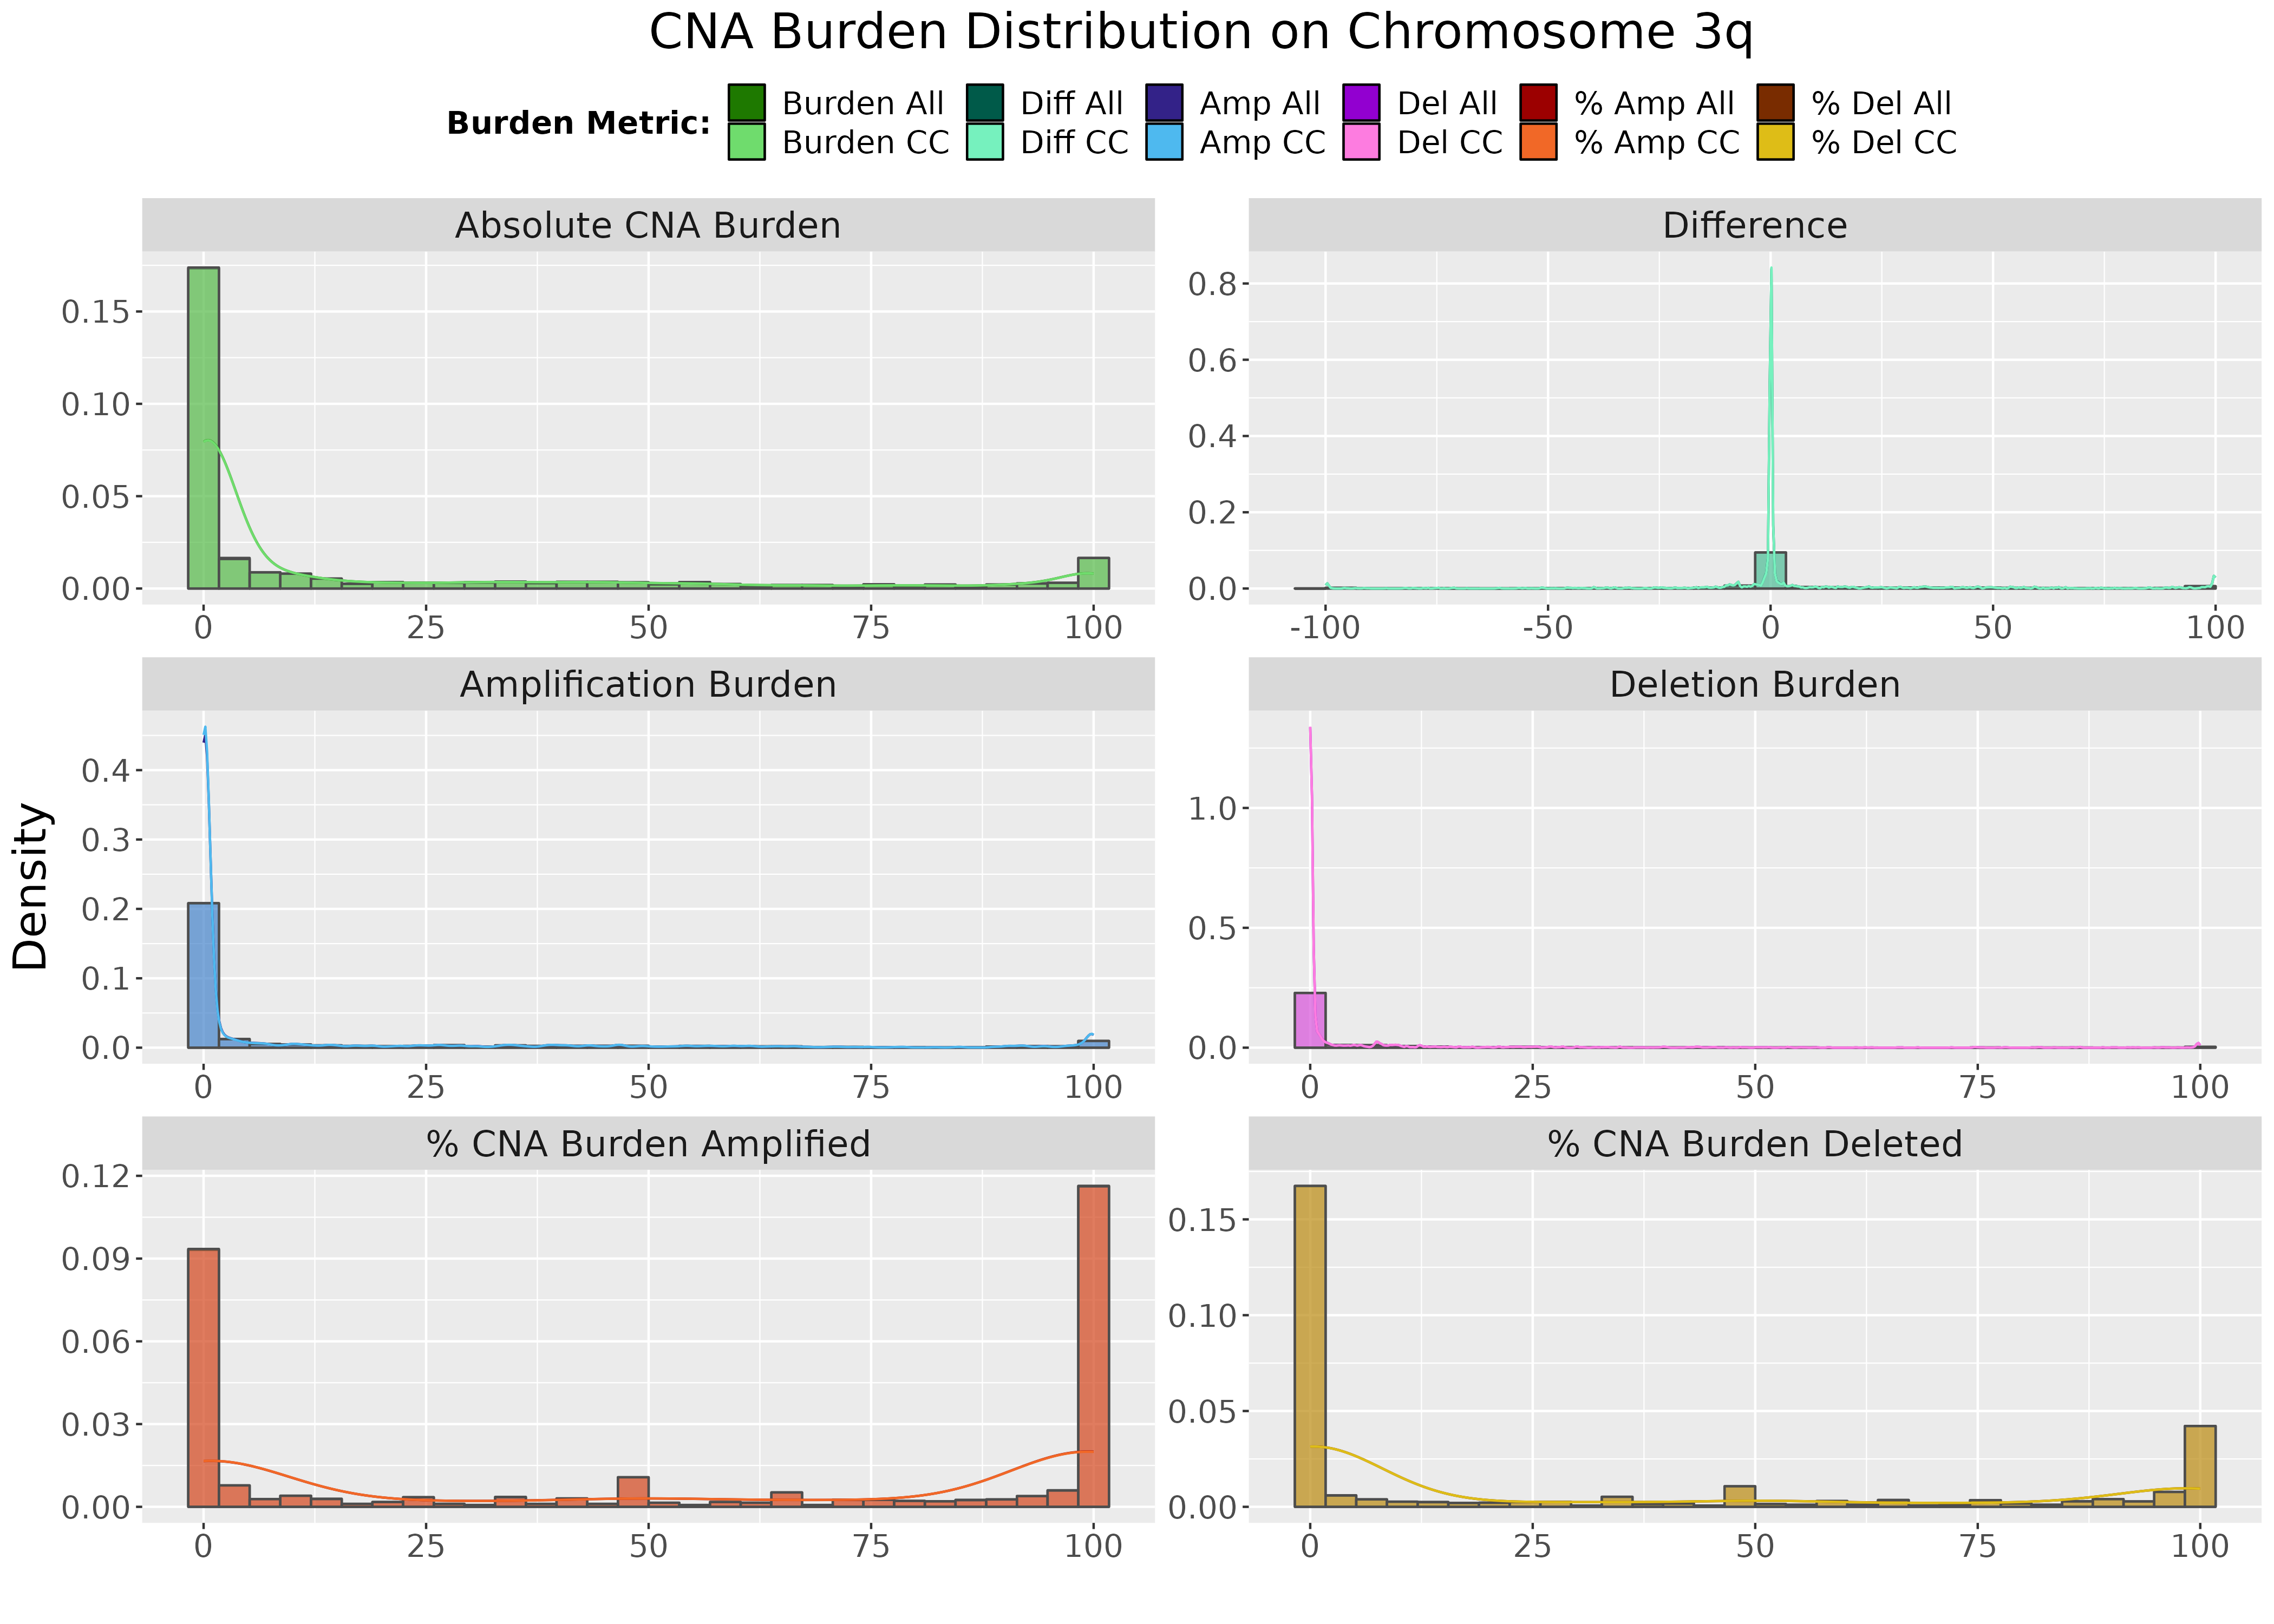 CNA Burden Distribution on Chromosome 3q
Burden Metric:
Burden All Diff All Amp All Del All % Amp All % Del All
Burden CC Diff CC Amp CC Del CC % Amp CC % Del CC
Absolute CNA Burden
0.15
0.10
0.05
0.00
0 25 50 75 100
Difference
0.8
0.6
0.4
0.2
0.0
-100 -50 0 50 100
Density
Amplification Burden
0.4
0.3
0.2
0.1
0.0
0 25 50 75 100
Deletion Burden
1.0
0.5
0.0
0 25 50 75 100
% CNA Burden Amplified
0.12
0.09
0.06
0.03
0.00
0 25 50 75 100
% CNA Burden Deleted
0.15
0.10
0.05
0.00
0 25 50 75 100